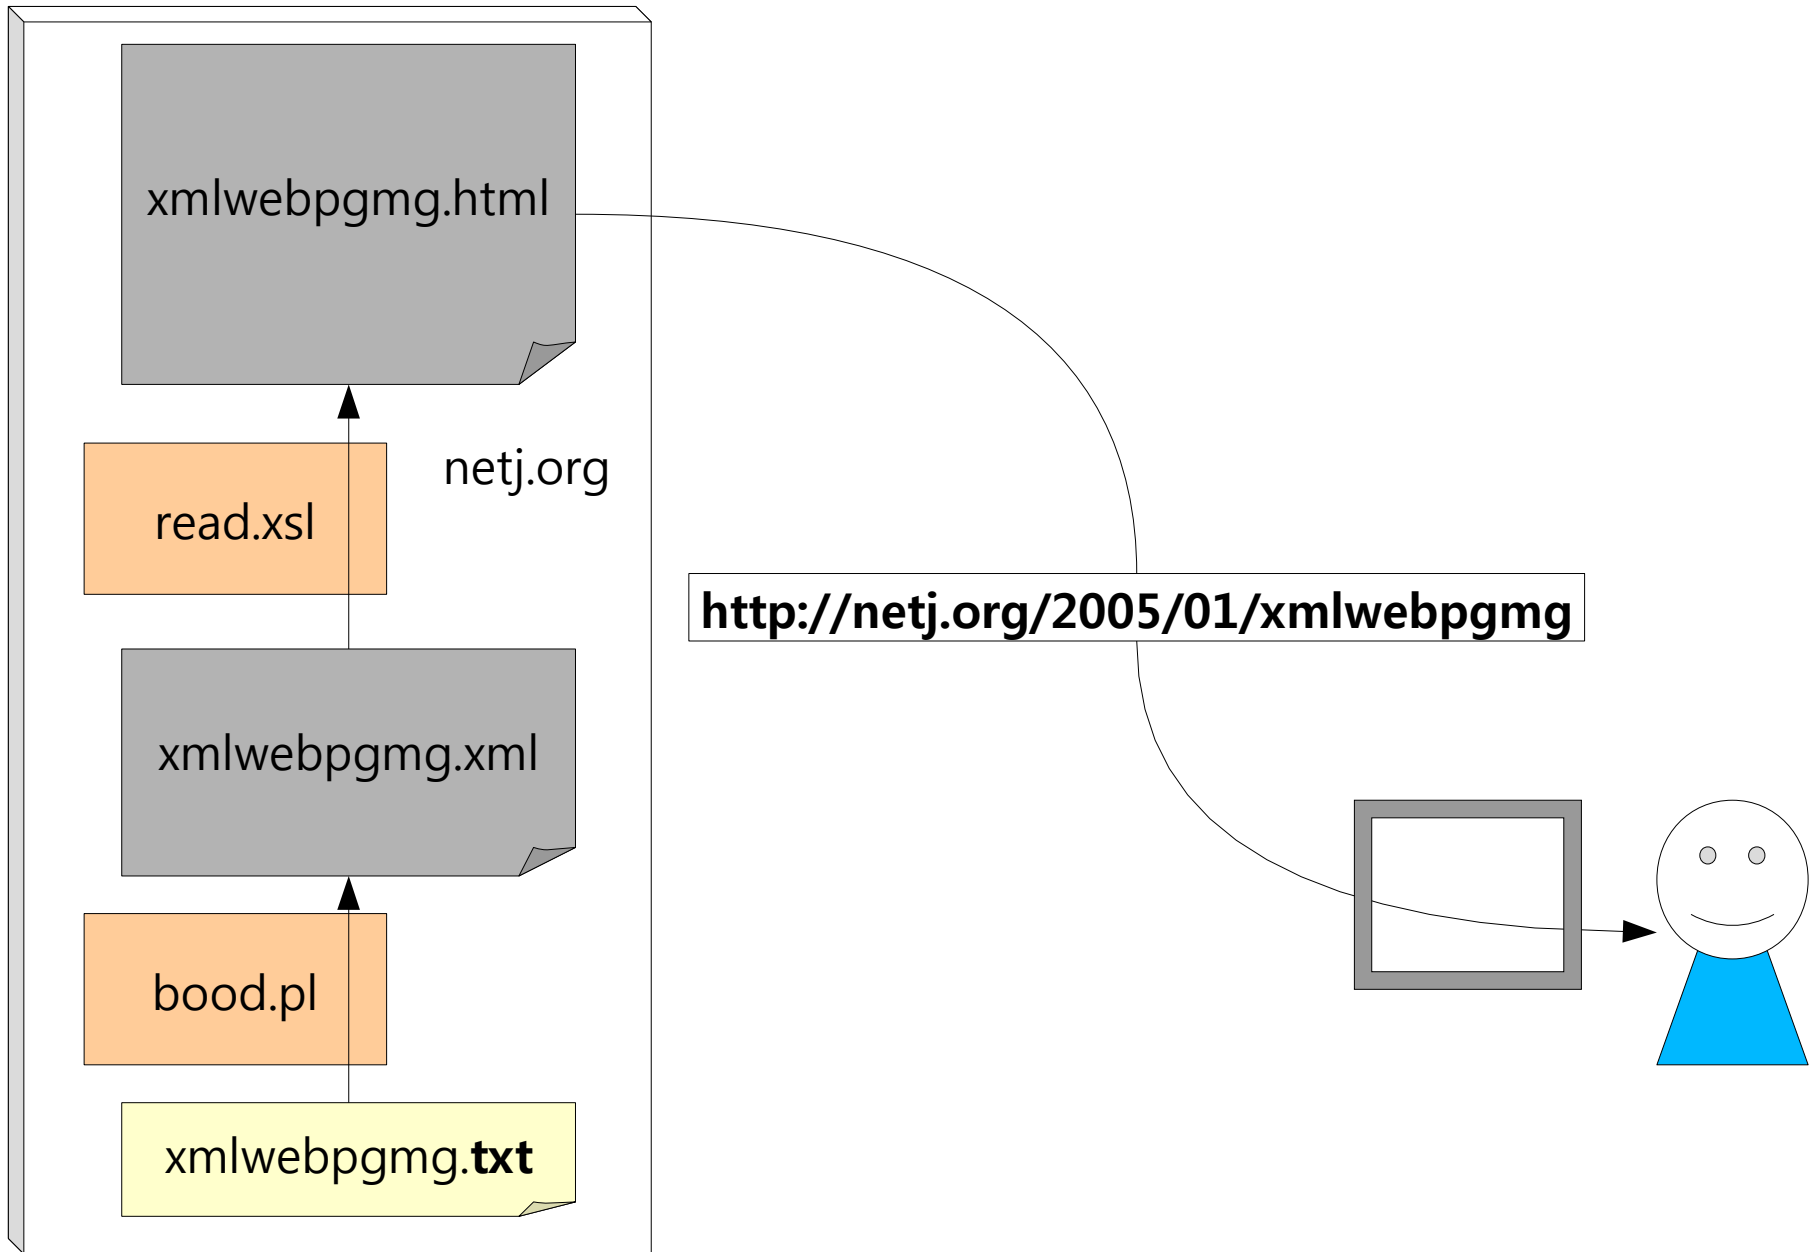 xmlwebpgmg.html
netj.org
read.xsl
http://netj.org/2005/01/xmlwebpgmg
xmlwebpgmg.xml
bood.pl
xmlwebpgmg.txt